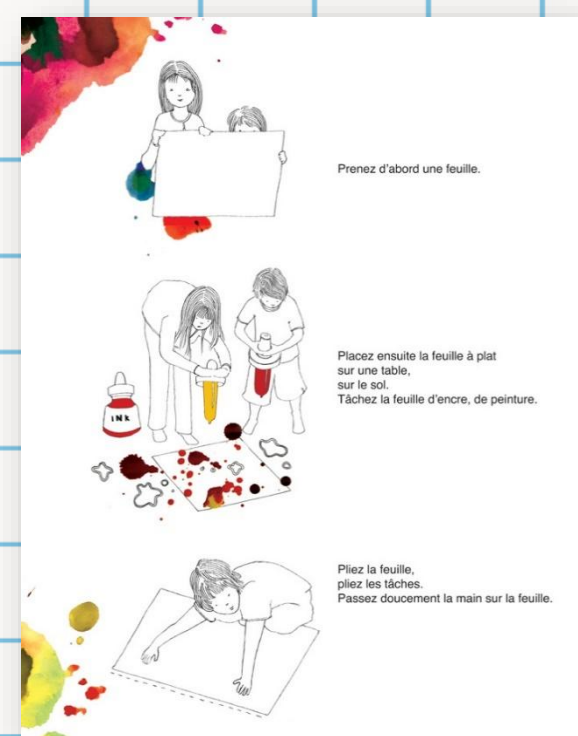 Prenez d'abord une feuille.
INK
Placez ensuite la feuille à plat
sur une table,
sur le sol.
Tâchez la feuille d'encre, de peinture.
Pliez la feuille,
pliez les tâches.
Passez doucement la main sur la feuille.